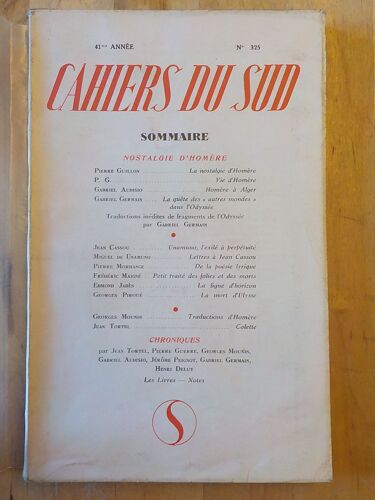 41me ANNÉE N° 325
CAHIERS DU SUD
SOMMAIRE
NOSTALGIE D'HOMÈRE
PIERRE GUILLON La nostalgie d'Homère
P. G. Vie d'Homère
GABRIEL AUDISIO Homère à Alger
GABRIEL GERMAIN La quête des « autres mondes »
dans l'Odyssée
Traductions inédites de fragments de l'Odyssée
par GABRIEL GERMAIN
JEAN CASSOU Unamuno, l'exilé à perpétuité
MIGUEL DE UNAMUNO Lettres à Jean Cassou
PIERRE MORHANGE De la poésie lyrique
FRÉDÉRIC MAIGNÉ Petit traité des folies et des morts
EDMOND JABÈS La ligne d'horizon
GEORGES PIROUÉ La mort d'Ulysse
GEORGES MOUNIN Traductions d'Homère
JEAN TORTEL Colette
CHRONIQUES
par JEAN TORTEL, PIERRE GUERRE, GEORGES MOUNIN,
GABRIEL AUDISIO, JÉRÔME PEIGNOT, GABRIEL GERMAIN,
HENRI DELUY
Les Livres — Notes
S